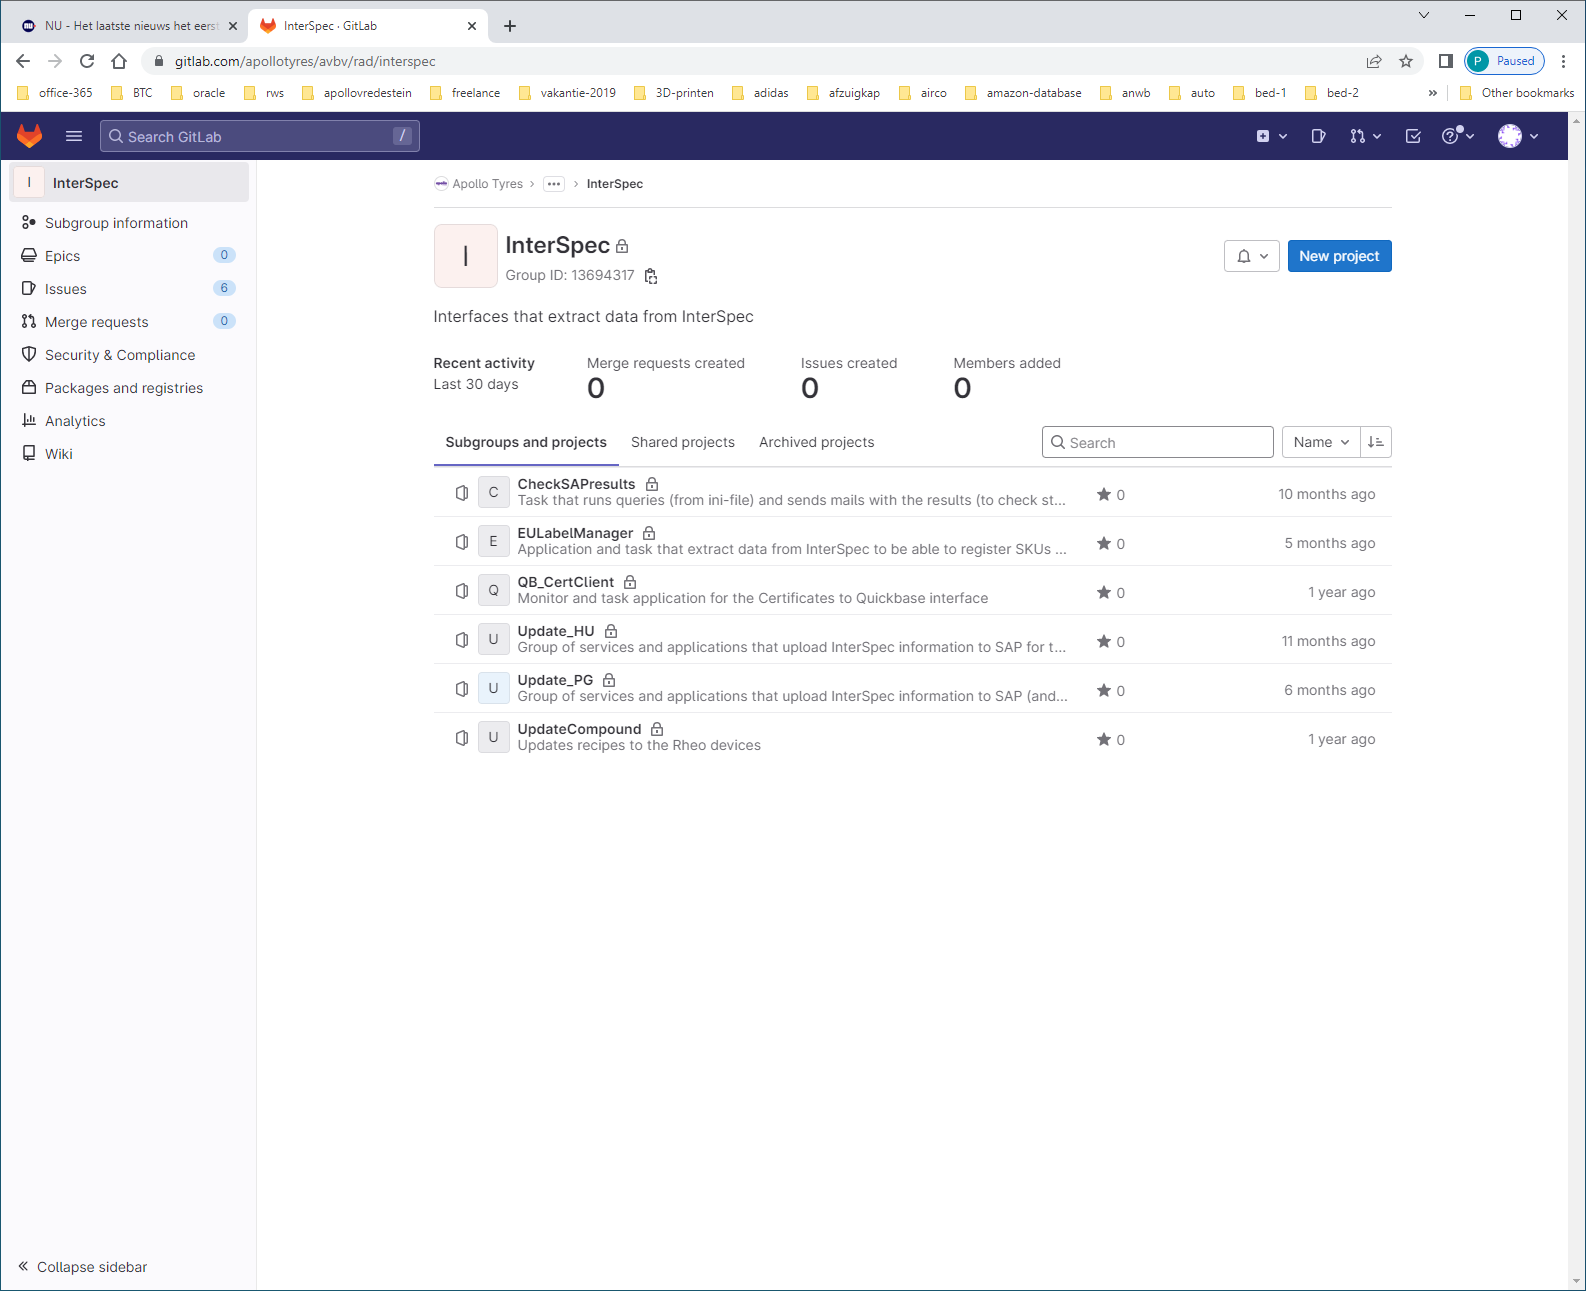 NU - Het laatste nieuws het eerst
InterSpec · GitLab
gitlab.com/apollotyres/avbv/rad/interspec
P Paused
office-365 BTC oracle rws apollovredestein freelance vakantie-2019 3D-printen adidas afzuigkap airco amazon-database anwb auto bed-1 bed-2 » Other bookmarks
Search GitLab /
I InterSpec
Subgroup information
Epics 0
Issues 6
Merge requests 0
Security & Compliance
Packages and registries
Analytics
Wiki
Collapse sidebar
Apollo Tyres › ••• › InterSpec
I
InterSpec
Group ID: 13694317
New project
Interfaces that extract data from InterSpec
Recent activity
Last 30 days
Merge requests created
0
Issues created
0
Members added
0
Subgroups and projects Shared projects Archived projects Search Name
C CheckSAPresults
Task that runs queries (from ini-file) and sends mails with the results (to check st...
0 10 months ago
E EULabelManager
Application and task that extract data from InterSpec to be able to register SKUs ...
0 5 months ago
Q QB_CertClient
Monitor and task application for the Certificates to Quickbase interface
0 1 year ago
U Update_HU
Group of services and applications that upload InterSpec information to SAP for t...
0 11 months ago
U Update_PG
Group of services and applications that upload InterSpec information to SAP (and...
0 6 months ago
U UpdateCompound
Updates recipes to the Rheo devices
0 1 year ago